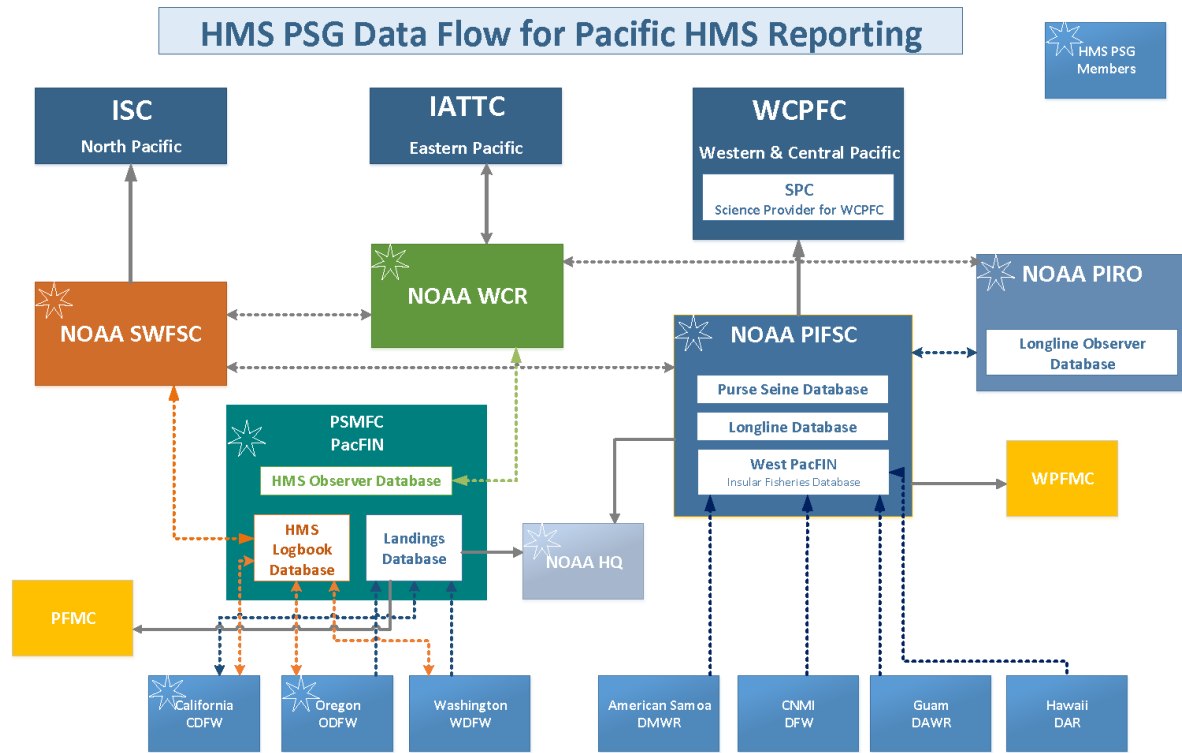 HMS PSG Data Flow for Pacific HMS Reporting
HMS PSG
Members
ISC
North Pacific
IATTC
Eastern Pacific
WCPFC
Western & Central Pacific
SPC
Science Provider for WCPFC
NOAA SWFSC
NOAA WCR
NOAA PIRO
Longline Observer
Database
NOAA PIFSC
Purse Seine Database
Longline Database
West PacFIN
Insular Fisheries Database
PSMFC
PacFIN
HMS Observer Database
HMS
Logbook
Database
Landings
Database
NOAA HQ
WPFMC
PFMC
California
CDFW
Oregon
ODFW
Washington
WDFW
American Samoa
DMWR
CNMI
DFW
Guam
DAWR
Hawaii
DAR